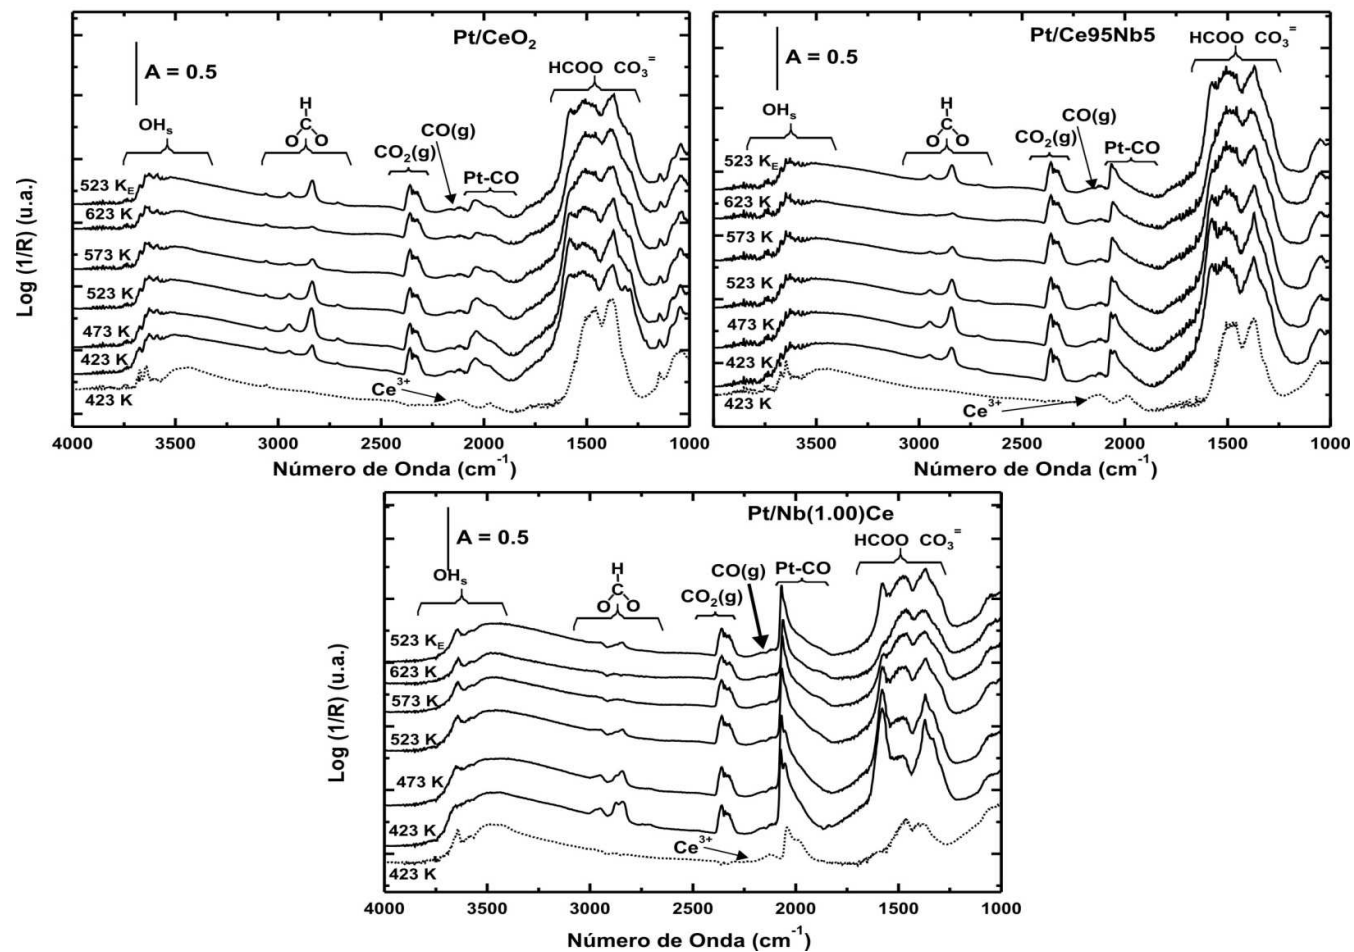 Pt/CeO₂
A = 0.5
HCOO CO₃⁼
OHₛ
H
C
O O
CO₂(g)
CO(g)
Pt-CO
523 K_E
623 K
573 K
523 K
473 K
423 K
423 K
Ce³⁺
Log (1/R) (u.a.)
4000 3500 3000 2500 2000 1500 1000
Número de Onda (cm⁻¹)
Pt/Ce95Nb5
A = 0.5
HCOO CO₃⁼
OHₛ
H
C
O O
CO₂(g)
CO(g)
Pt-CO
523 K_E
623 K
573 K
523 K
473 K
423 K
423 K
Ce³⁺
3500 3000 2500 2000 1500 1000
Número de Onda (cm⁻¹)
Pt/Nb(1.00)Ce
A = 0.5
HCOO CO₃⁼
OHₛ
H
C
O O
CO₂(g)
CO(g)
Pt-CO
523 K_E
623 K
573 K
523 K
473 K
423 K
423 K
Ce³⁺
Log (1/R) (u.a.)
4000 3500 3000 2500 2000 1500 1000
Número de Onda (cm⁻¹)